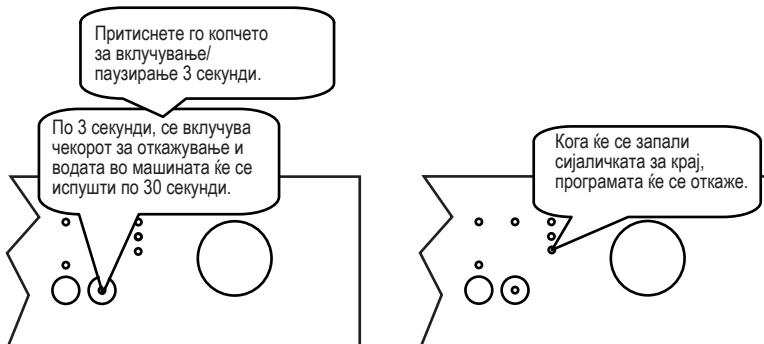 Притиснете го копчето
за вклучување/
паузирање 3 секунди.
По 3 секунди, се вклучува
чекорот за откажување и
водата во машината ќе се
испушти по 30 секунди.
Кога ќе се запали
сијаличката за крај,
програмата ќе се откаже.